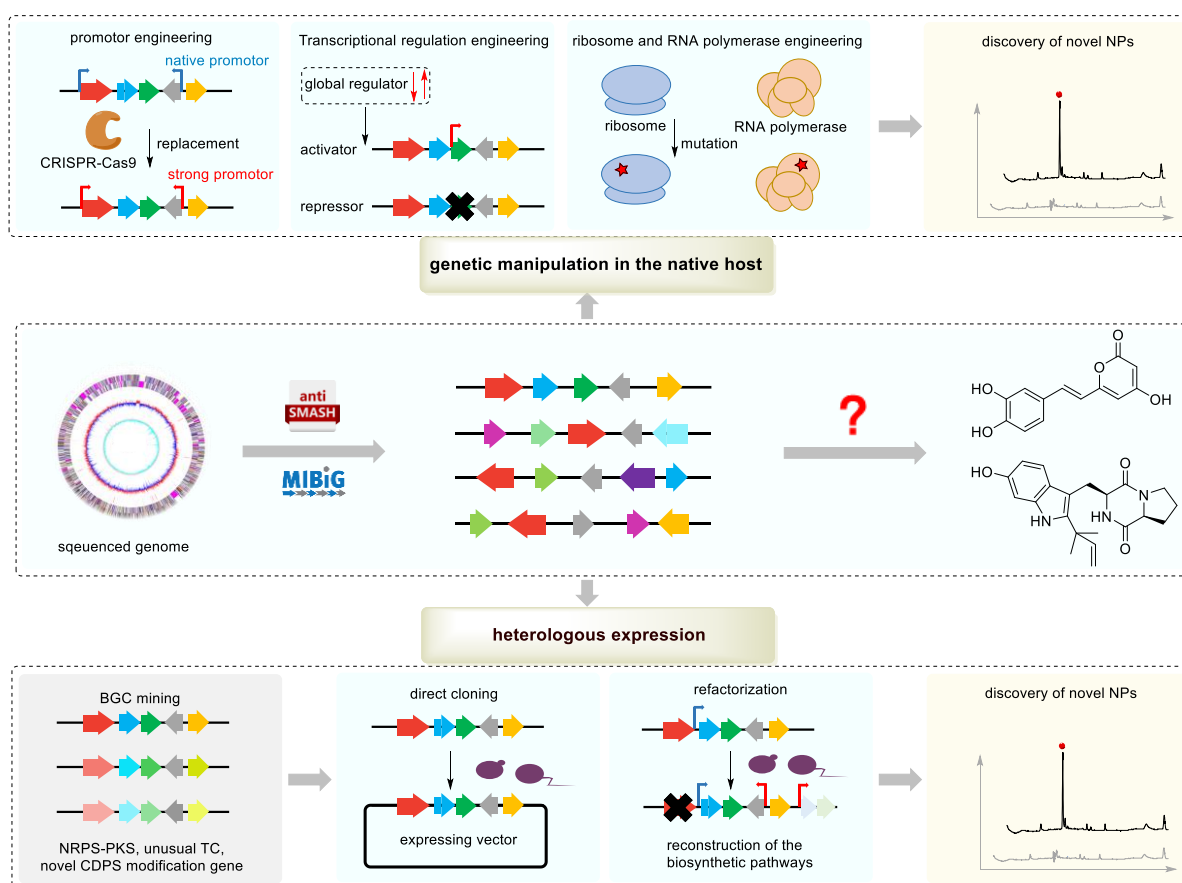 promotor engineering
native promotor
CRISPR-Cas9
replacement
strong promotor
Transcriptional regulation engineering
global regulator
activator
repressor
ribosome and RNA polymerase engineering
ribosome
RNA polymerase
mutation
discovery of novel NPs
genetic manipulation in the native host
sqeuenced genome
anti
SMASH
MIBiG
?
O
O
OH
HO
HO
HO
HN
O
N
HN
O
heterologous expression
BGC mining
NRPS-PKS, unusual TC,
novel CDPS modification gene
direct cloning
expressing vector
refactorization
reconstruction of the
biosynthetic pathways
discovery of novel NPs